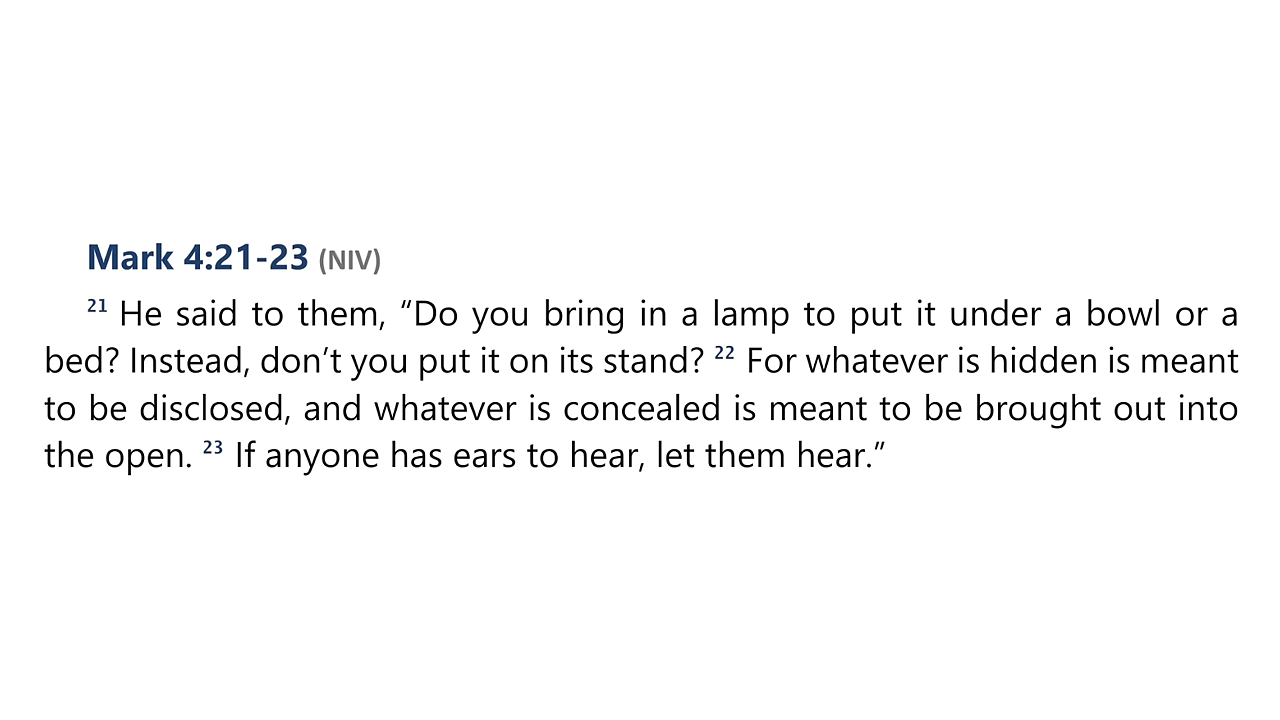 Mark 4:21-23 (NIV)
21 He said to them, “Do you bring in a lamp to put it under a bowl or a
bed? Instead, don’t you put it on its stand? 22 For whatever is hidden is meant
to be disclosed, and whatever is concealed is meant to be brought out into
the open. 23 If anyone has ears to hear, let them hear.”